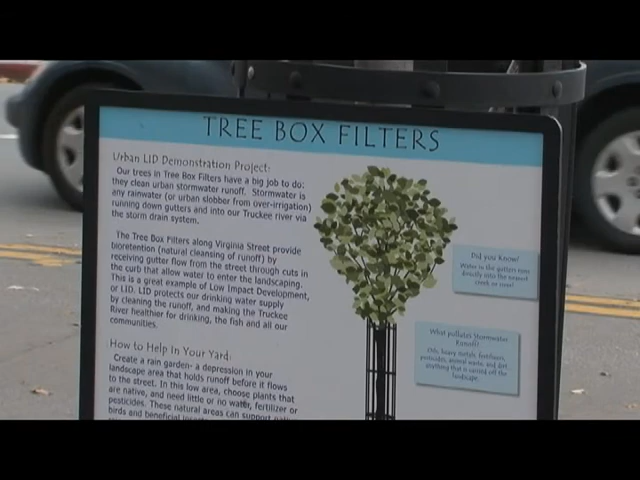 TREE BOX FILTERS
Urban LID Demonstration Project:
Our trees in Tree Box Filters have a big job to do:
they clean urban stormwater runoff. Stormwater is
any rainwater (or urban slobber from over-irrigation)
running down gutters and into our Truckee river via
the storm drain system.
The Tree Box Filters along Virginia Street provide
bioretention (natural cleansing of runoff) by
receiving gutter flow from the street through cuts in
the curb that allow water to enter the landscaping.
This is a great example of Low Impact Development,
or LID. LID protects our drinking water supply
by cleaning the runoff, and making the Truckee
River healthier for drinking, the fish and all our
communities.
How to Help in Your Yard:
Create a rain garden- a depression in your
landscape area that holds runoff before it flows
to the street. In this low area, choose plants that
are native, and need little or no water, fertilizer or
pesticides. These natural areas can support
birds and beneficial
Did you Know?
Water in the gutters runs
directly into the nearest
creek or river!
What pollutes Stormwater
Runoff?
Oils, heavy metals, fertilizers,
pesticides, animal waste, and dirt,
anything that is carried off the
landscape.